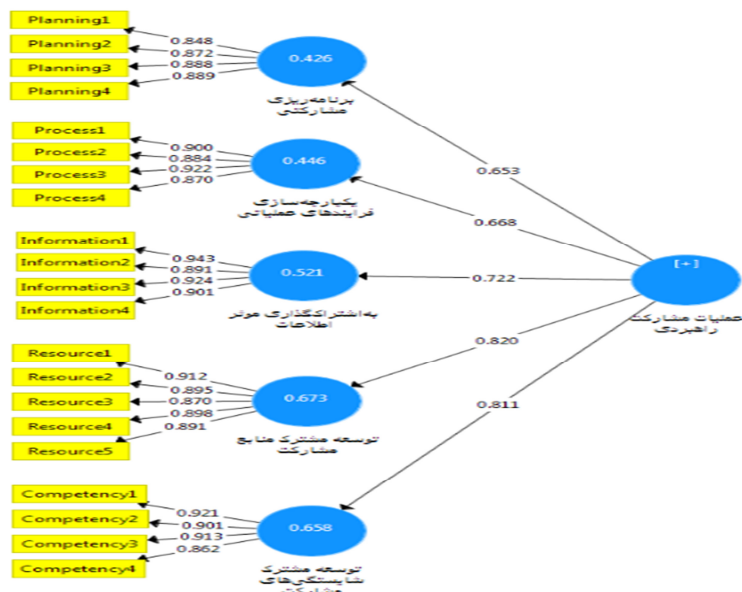 Planning1
Planning2
Planning3
Planning4
0.848
0.872
0.888
0.889
0.426
برنامه‌ریزی
مشارکتی
Process1
Process2
Process3
Process4
0.900
0.884
0.922
0.870
0.446
یکپارچه‌سازی
فرایندهای عملیاتی
Information1
Information2
Information3
Information4
0.943
0.891
0.924
0.901
0.521
به‌اشتراک‌گذاری موثر
اطلاعات
Resource1
Resource2
Resource3
Resource4
Resource5
0.912
0.895
0.870
0.898
0.891
0.673
توسعه مشترک منابع
مشارکت
Competency1
Competency2
Competency3
Competency4
0.921
0.901
0.913
0.862
0.658
توسعه مشترک
شایستگی‌های
مشارکت
0.653
0.668
0.722
0.820
0.811
[+]
عملیات مشارکت
راهبردی